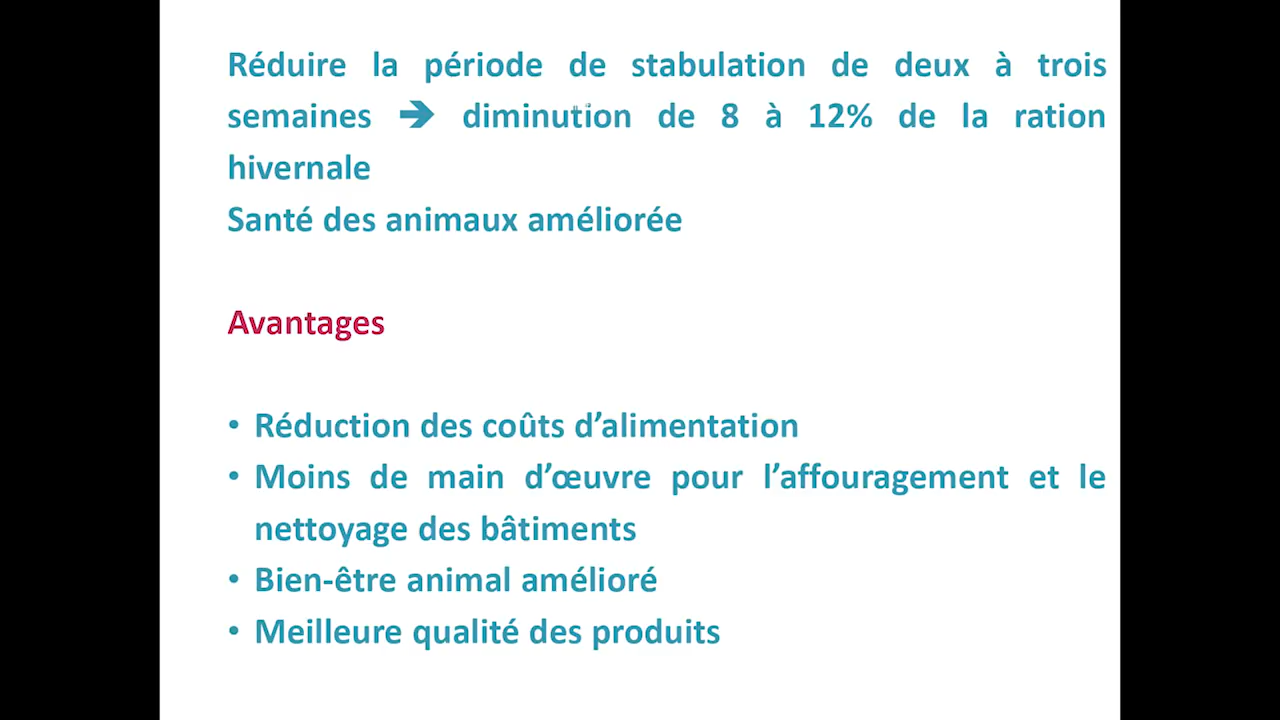 Réduire la période de stabulation de deux à trois
semaines ➔ diminution de 8 à 12% de la ration
hivernale
Santé des animaux améliorée
Avantages
• Réduction des coûts d’alimentation
• Moins de main d’œuvre pour l’affouragement et le
nettoyage des bâtiments
• Bien-être animal amélioré
• Meilleure qualité des produits